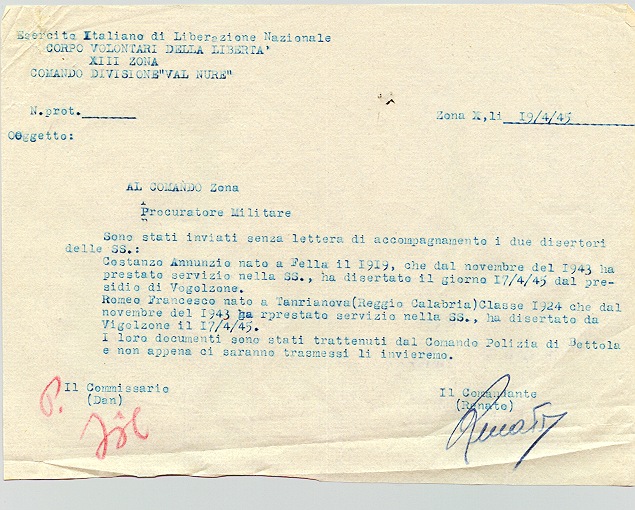 Esercito Italiano di Liberazione Nazionale
CORPO VOLONTARI DELLA LIBERTA'
XIII ZONA
COMANDO DIVISIONE"VAL NURE"
N.prot.
Zona X,li 19/4/45
Oggetto:
AL COMANDO Zona
Procuratore Militare
Sono stati inviati senza lettera di accompagnamento i due disertori
delle SS.:
Costanzo Annunzio nato a Fella il 1919, che dal novembre del 1943 ha
prestato servizio nella SS., ha disertato il giorno 17/4/45 dal pre-
sidio di Vogolzone.
Romeo Francesco nato a Tanrianova(Reggio Calabria)Classe 1924 che dal
novembre del 1943 ha rprestato servizio nella SS., ha disertato da
Vigolzone il 17/4/45.
I loro documenti sono stati trattenuti dal Comando Polizia di Bettola
e non appena ci saranno trasmessi li invieremo.
P. Il Commissario
(Dan)
Il Comandante
(Renato)
Renato